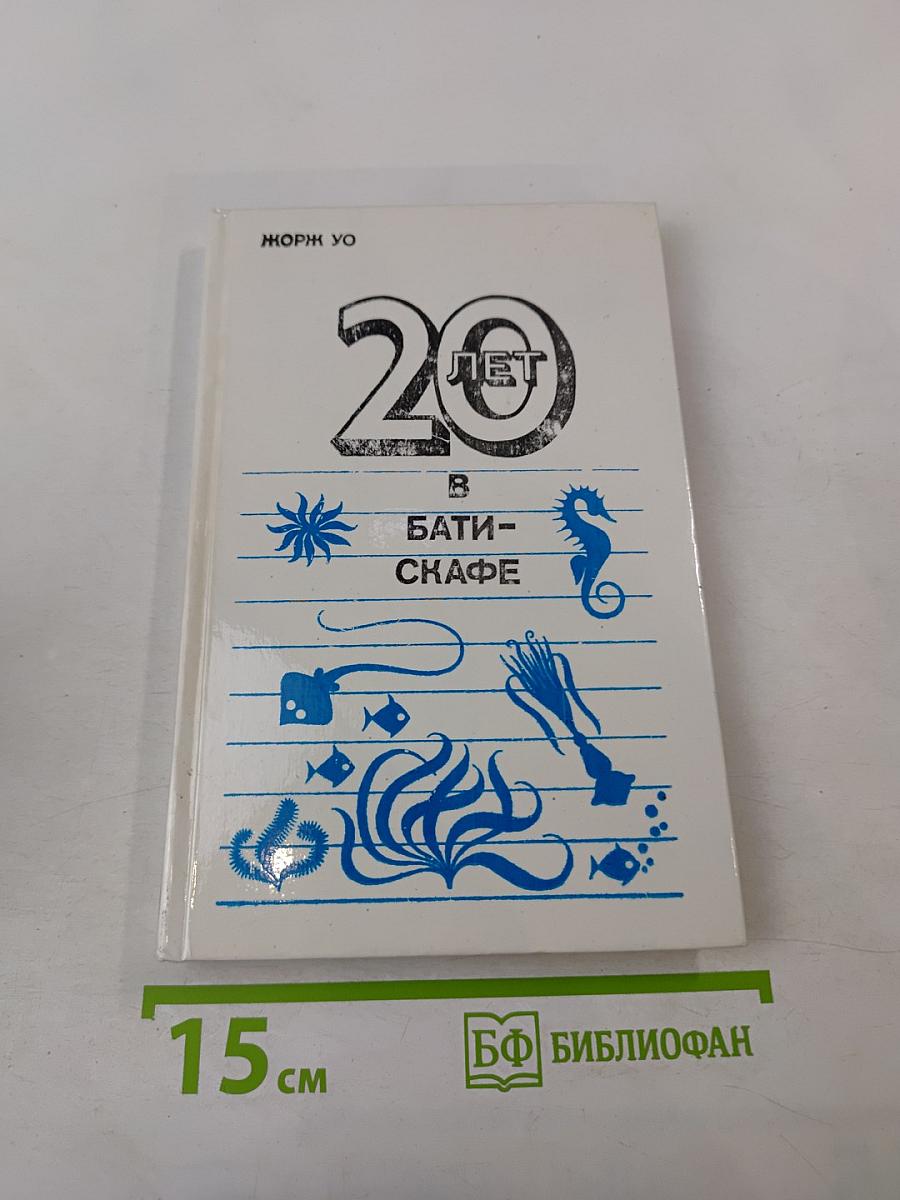 ЖОРЖ УО
20
ЛЕТ
В
БАТИ-
СКАФЕ
15 см
БФ БИБЛИОФАН